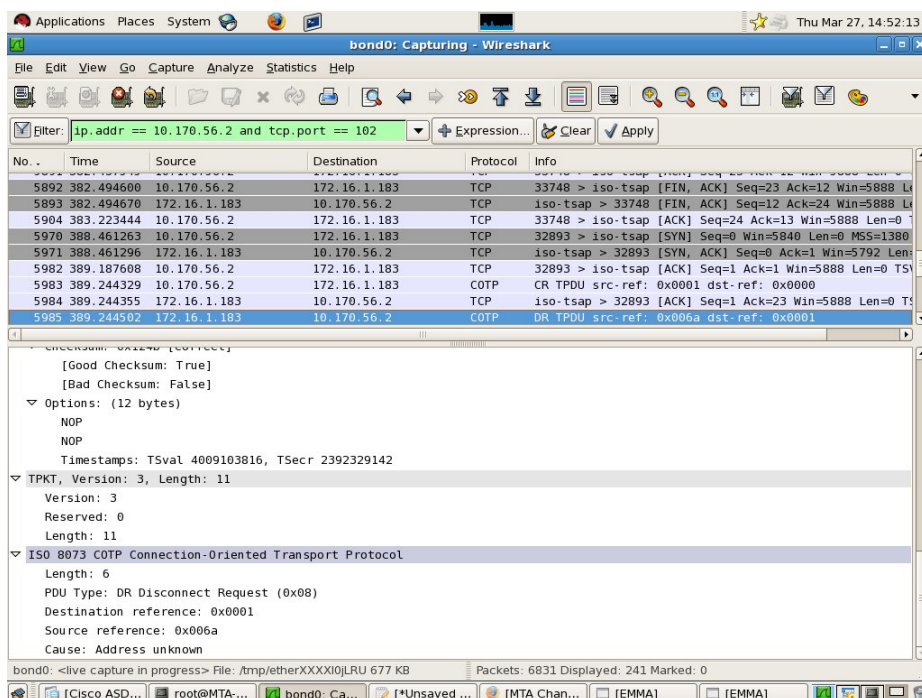 Applications Places System Thu Mar 27, 14:52:13
bond0: Capturing - Wireshark
File Edit View Go Capture Analyze Statistics Help
Filter: ip.addr == 10.170.56.2 and tcp.port == 102 Expression... Clear Apply
No. . Time Source Destination Protocol Info
5892 382.494600 10.170.56.2 172.16.1.183 TCP 33748 > iso-tsap [FIN, ACK] Seq=23 Ack=12 Win=5888 Le
5893 382.494670 172.16.1.183 10.170.56.2 TCP iso-tsap > 33748 [FIN, ACK] Seq=12 Ack=24 Win=5888 L
5904 383.223444 10.170.56.2 172.16.1.183 TCP 33748 > iso-tsap [ACK] Seq=24 Ack=13 Win=5888 Len=0 T
5970 388.461263 10.170.56.2 172.16.1.183 TCP 32893 > iso-tsap [SYN] Seq=0 Win=5840 Len=0 MSS=1380
5971 388.461296 172.16.1.183 10.170.56.2 TCP iso-tsap > 32893 [SYN, ACK] Seq=0 Ack=1 Win=5792 Len=
5982 389.187608 10.170.56.2 172.16.1.183 TCP 32893 > iso-tsap [ACK] Seq=1 Ack=1 Win=5888 Len=0 TSV
5983 389.244329 10.170.56.2 172.16.1.183 COTP CR TPDU src-ref: 0x0001 dst-ref: 0x0000
5984 389.244355 172.16.1.183 10.170.56.2 TCP iso-tsap > 32893 [ACK] Seq=1 Ack=23 Win=5888 Len=0 TS
5985 389.244502 172.16.1.183 10.170.56.2 COTP DR TPDU src-ref: 0x006a dst-ref: 0x0001
[Good Checksum: True]
[Bad Checksum: False]
Options: (12 bytes)
NOP
NOP
Timestamps: TSval 4009103816, TSecr 2392329142
TPKT, Version: 3, Length: 11
Version: 3
Reserved: 0
Length: 11
ISO 8073 COTP Connection-Oriented Transport Protocol
Length: 6
PDU Type: DR Disconnect Request (0x08)
Destination reference: 0x0001
Source reference: 0x006a
Cause: Address unknown
bond0: <live capture in progress> File: /tmp/etherXXXXI0jLRU 677 KB Packets: 6831 Displayed: 241 Marked: 0
[Cisco ASD... root@MTA-... bond0: Ca... [*Unsaved ... [MTA Chan... [EMMA] [EMMA]